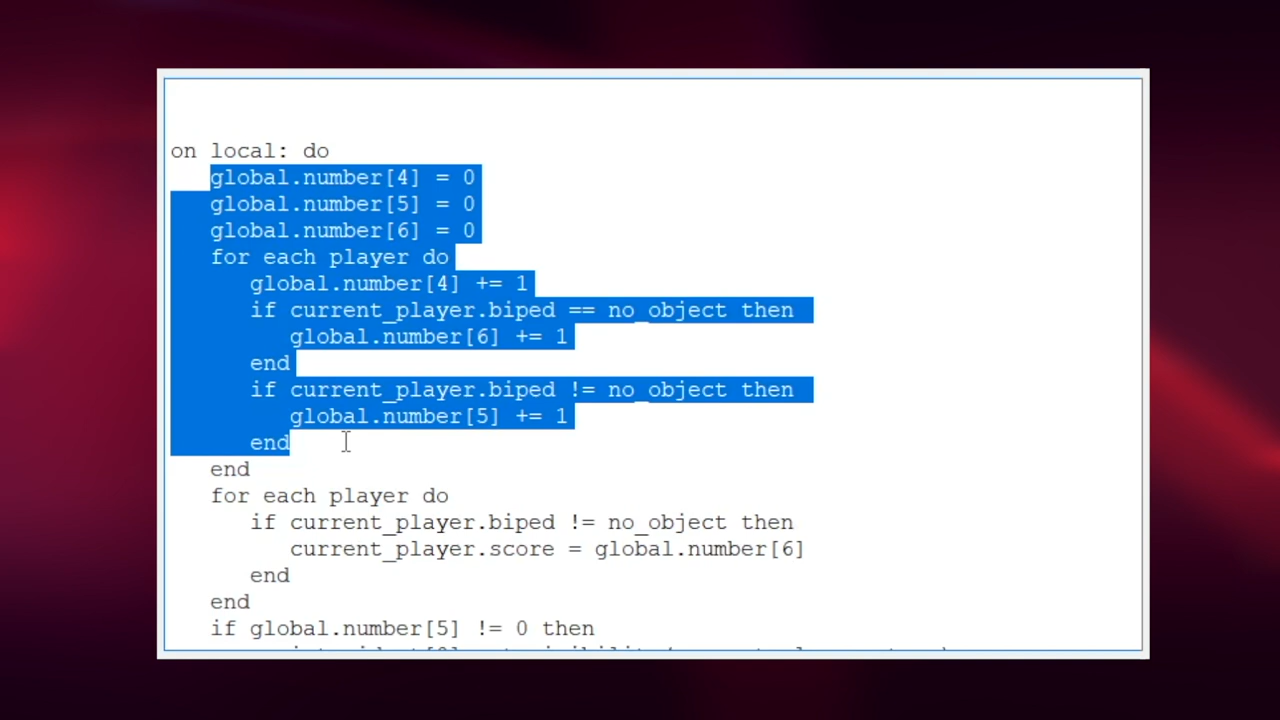 on local: do
global.number[4] = 0
global.number[5] = 0
global.number[6] = 0
for each player do
global.number[4] += 1
if current_player.biped == no_object then
global.number[6] += 1
end
if current_player.biped != no_object then
global.number[5] += 1
end
end
for each player do
if current_player.biped != no_object then
current_player.score = global.number[6]
end
end
if global.number[5] != 0 then